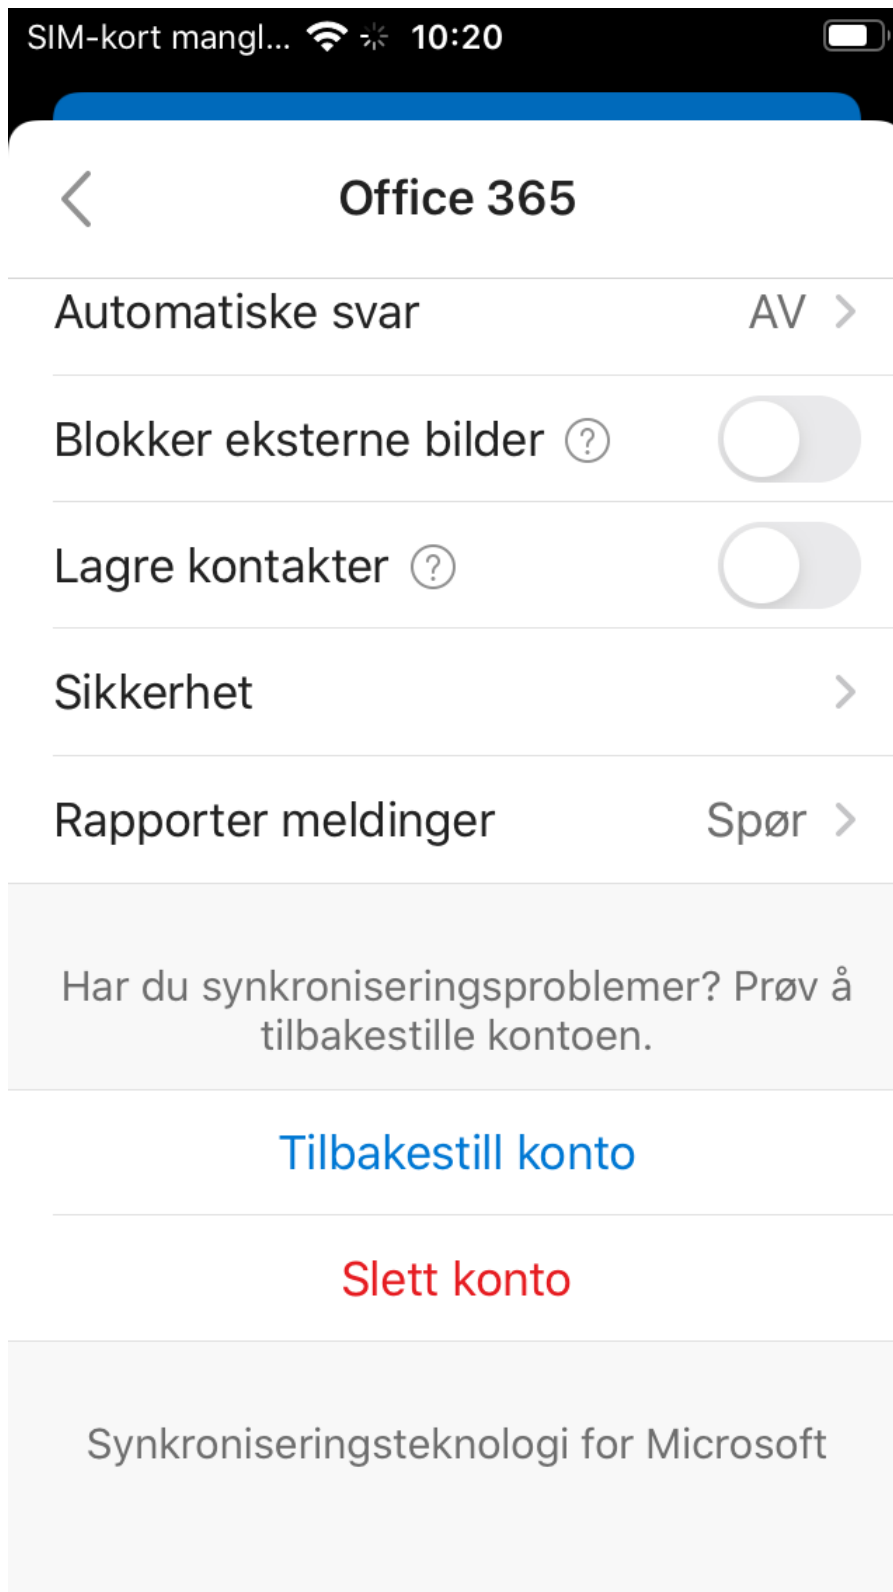 SIM-kort mangl... 10:20
Office 365
Automatiske svar AV
Blokker eksterne bilder ?
Lagre kontakter ?
Sikkerhet
Rapporter meldinger Spør
Har du synkroniseringsproblemer? Prøv å
tilbakestille kontoen.
Tilbakestill konto
Slett konto
Synkroniseringsteknologi for Microsoft